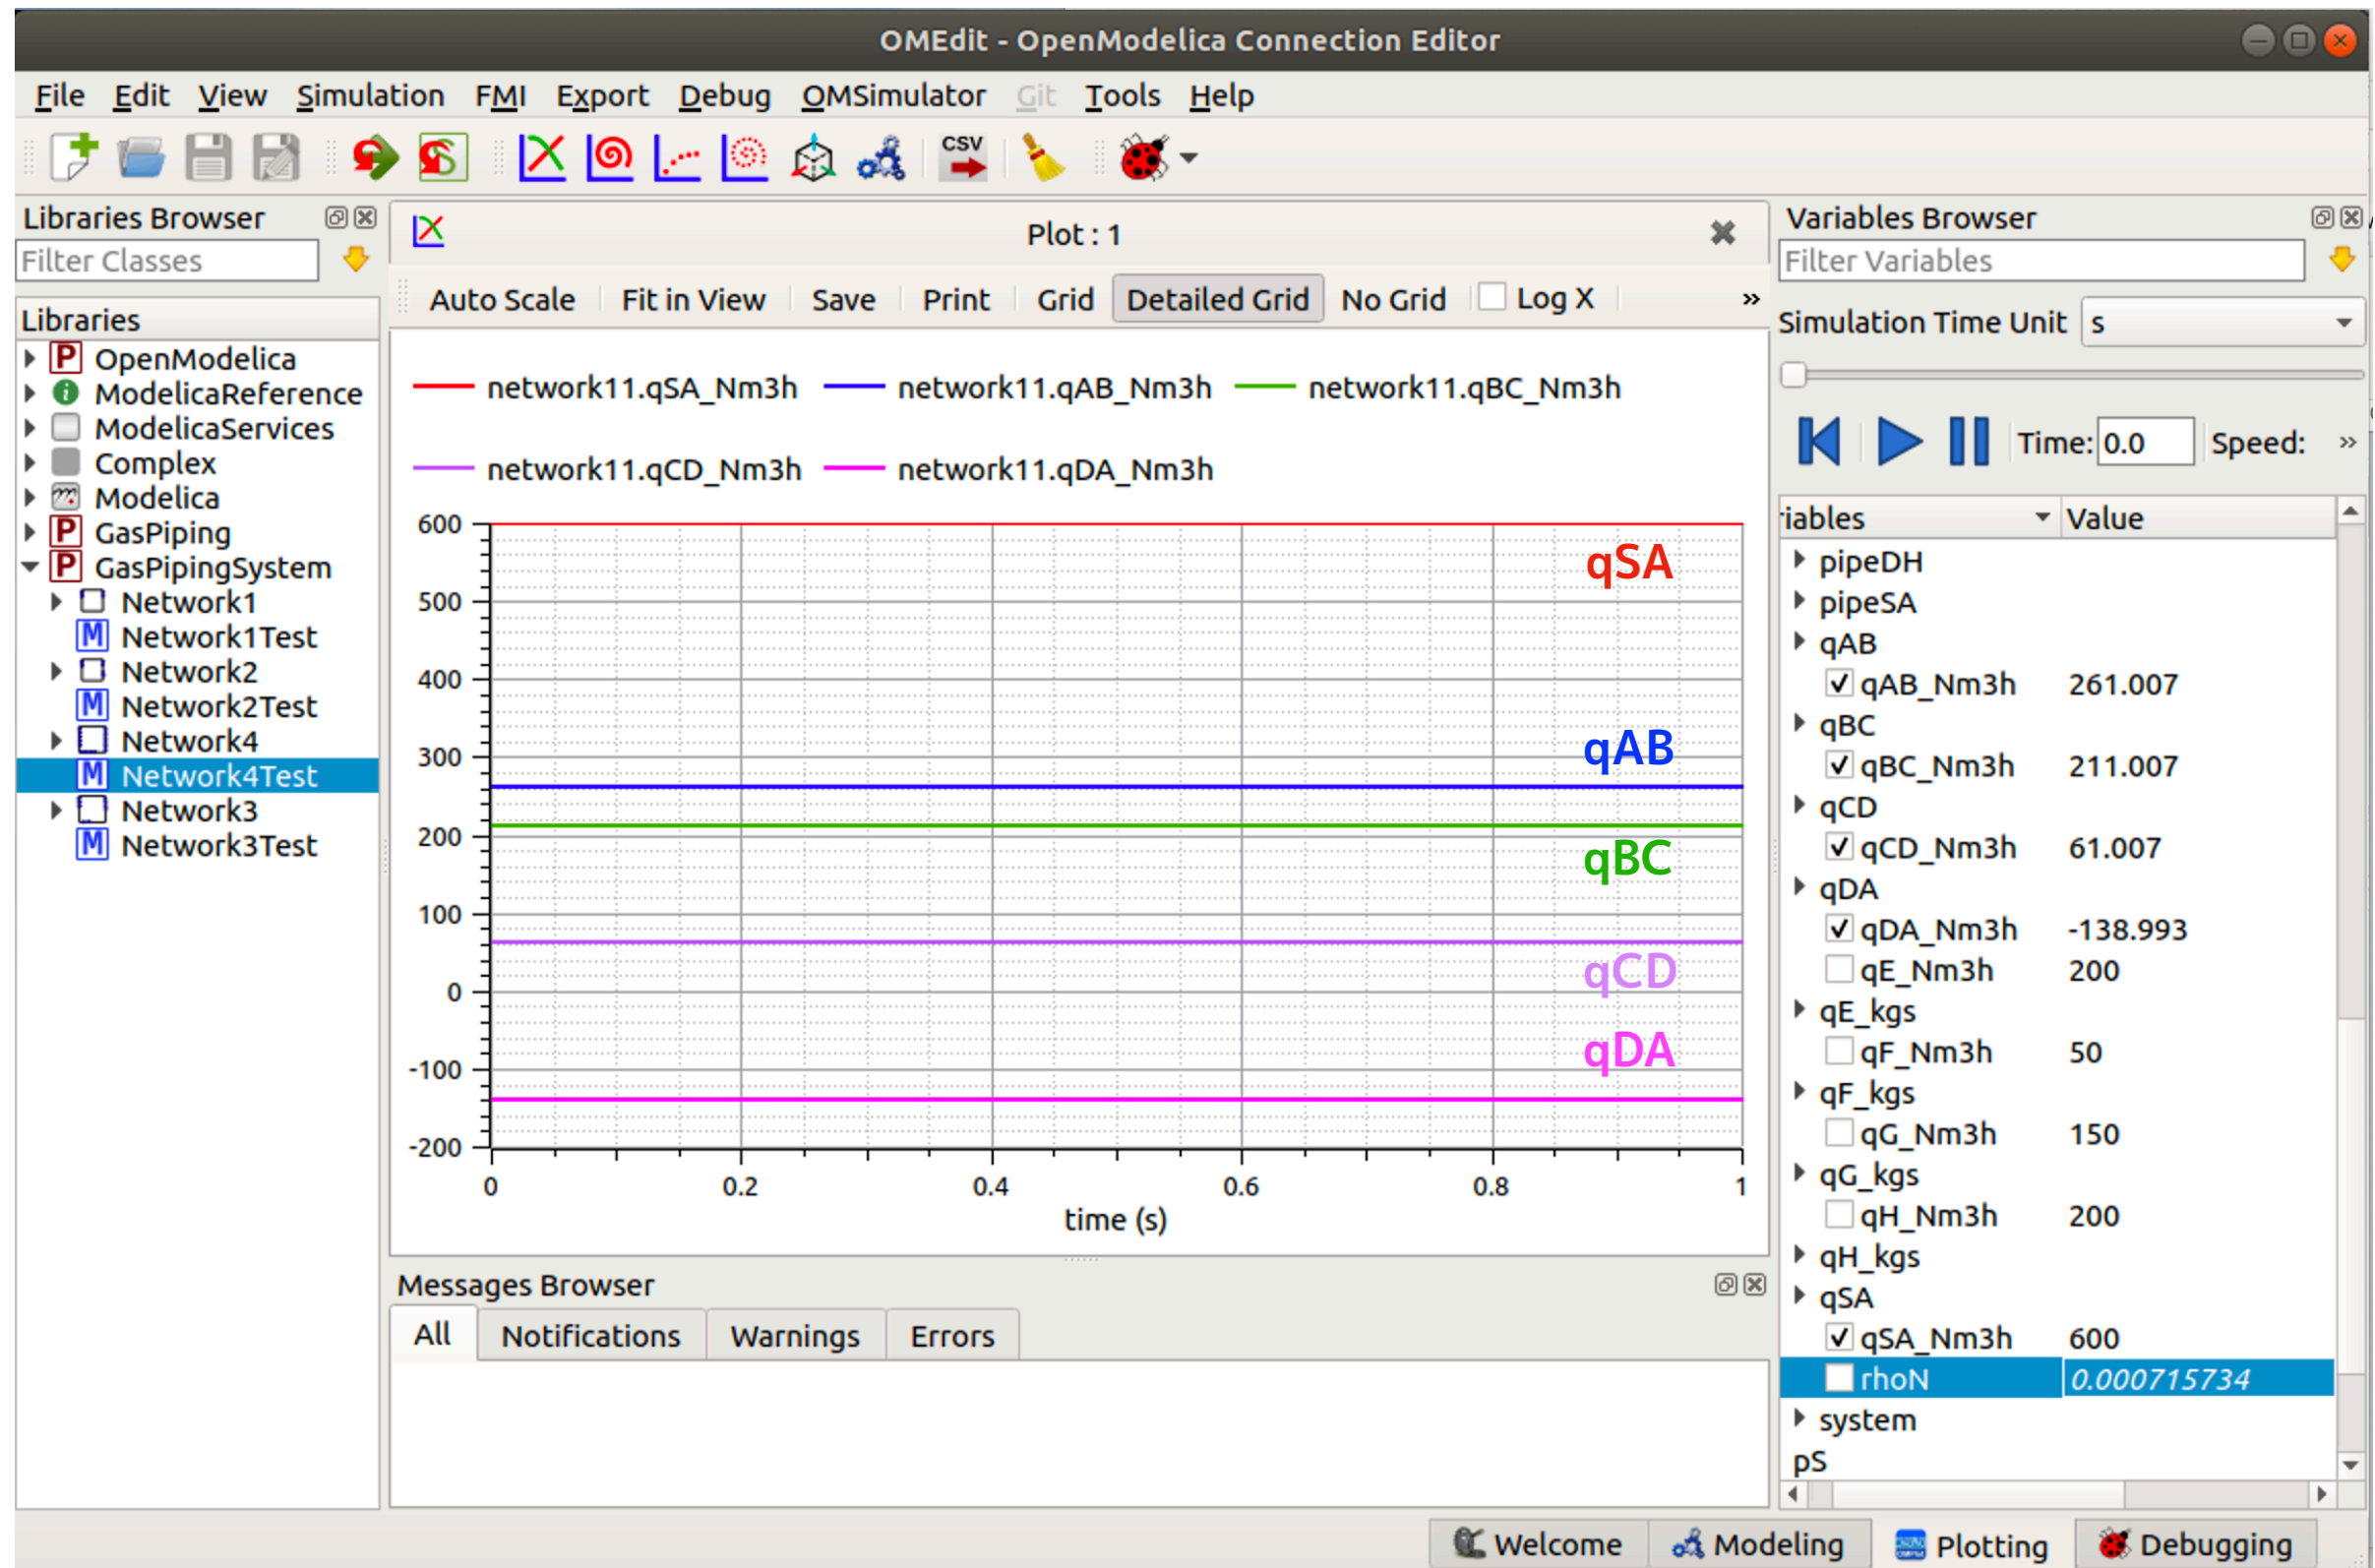 OMEdit - OpenModelica Connection Editor
File Edit View Simulation FMI Export Debug OMSimulator Git Tools Help
CSV
Libraries Browser
Filter Classes
Libraries
OpenModelica
ModelicaReference
ModelicaServices
Complex
Modelica
GasPiping
GasPipingSystem
Network1
Network1Test
Network2
Network2Test
Network4
Network4Test
Network3
Network3Test
Plot : 1
Auto Scale Fit in View Save Print Grid Detailed Grid No Grid Log X »
network11.qSA_Nm3h network11.qAB_Nm3h network11.qBC_Nm3h
network11.qCD_Nm3h network11.qDA_Nm3h
600
500
400
300
200
100
0
-100
-200
qSA
qAB
qBC
qCD
qDA
0 0.2 0.4 0.6 0.8 1
time (s)
Messages Browser
All Notifications Warnings Errors
Variables Browser
Filter Variables
Simulation Time Unit s
Time: 0.0 Speed: »
riables Value
pipeDH
pipeSA
qAB
qAB_Nm3h 261.007
qBC
qBC_Nm3h 211.007
qCD
qCD_Nm3h 61.007
qDA
qDA_Nm3h -138.993
qE_Nm3h 200
qE_kgs
qF_Nm3h 50
qF_kgs
qG_Nm3h 150
qG_kgs
qH_Nm3h 200
qH_kgs
qSA
qSA_Nm3h 600
rhoN 0.000715734
system
pS
Welcome Modeling Plotting Debugging